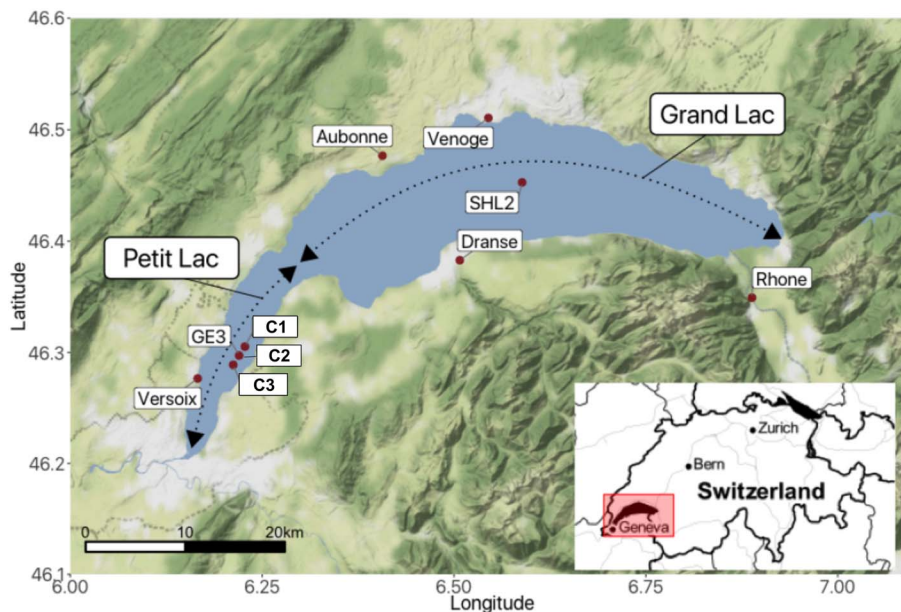 46.6
Grand Lac
46.5
Venoge
Aubonne
SHL2
Latitude
46.4
Dranse
Petit Lac
Rhone
GE3
C1
46.3
C2
C3
Versoix
Zurich
Bern
46.2
Switzerland
Geneva
0 10 20km
46.1
6.00 6.25 6.50 6.75 7.00
Longitude